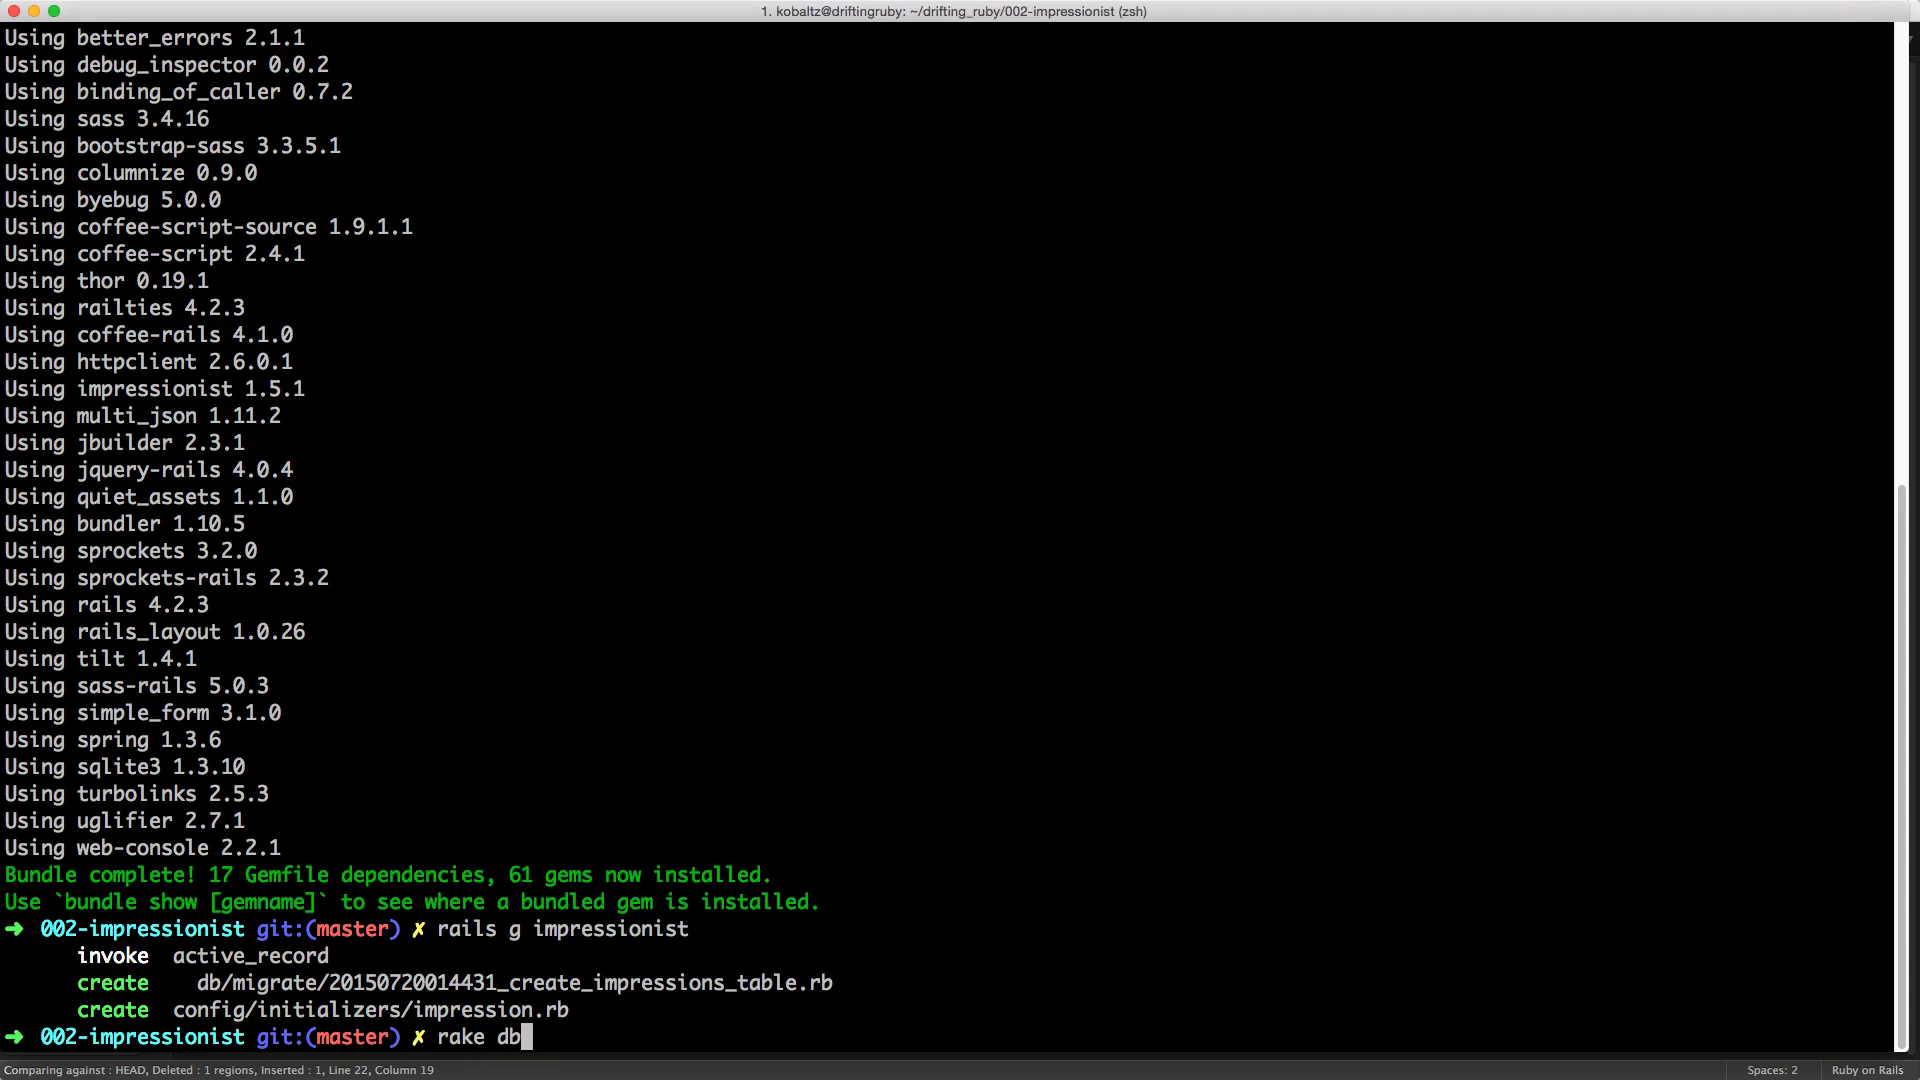 1. kobaltz@driftingruby: ~/drifting_ruby/002-impressionist (zsh)
Using better_errors 2.1.1
Using debug_inspector 0.0.2
Using binding_of_caller 0.7.2
Using sass 3.4.16
Using bootstrap-sass 3.3.5.1
Using columnize 0.9.0
Using byebug 5.0.0
Using coffee-script-source 1.9.1.1
Using coffee-script 2.4.1
Using thor 0.19.1
Using railties 4.2.3
Using coffee-rails 4.1.0
Using httpclient 2.6.0.1
Using impressionist 1.5.1
Using multi_json 1.11.2
Using jbuilder 2.3.1
Using jquery-rails 4.0.4
Using quiet_assets 1.1.0
Using bundler 1.10.5
Using sprockets 3.2.0
Using sprockets-rails 2.3.2
Using rails 4.2.3
Using rails_layout 1.0.26
Using tilt 1.4.1
Using sass-rails 5.0.3
Using simple_form 3.1.0
Using spring 1.3.6
Using sqlite3 1.3.10
Using turbolinks 2.5.3
Using uglifier 2.7.1
Using web-console 2.2.1
Bundle complete! 17 Gemfile dependencies, 61 gems now installed.
Use `bundle show [gemname]` to see where a bundled gem is installed.
➜ 002-impressionist git:(master) ✗ rails g impressionist
invoke active_record
create db/migrate/20150720014431_create_impressions_table.rb
create config/initializers/impression.rb
➜ 002-impressionist git:(master) ✗ rake db
Comparing against : HEAD, Deleted : 1 regions, Inserted : 1, Line 22, Column 19 Spaces: 2 Ruby on Rails